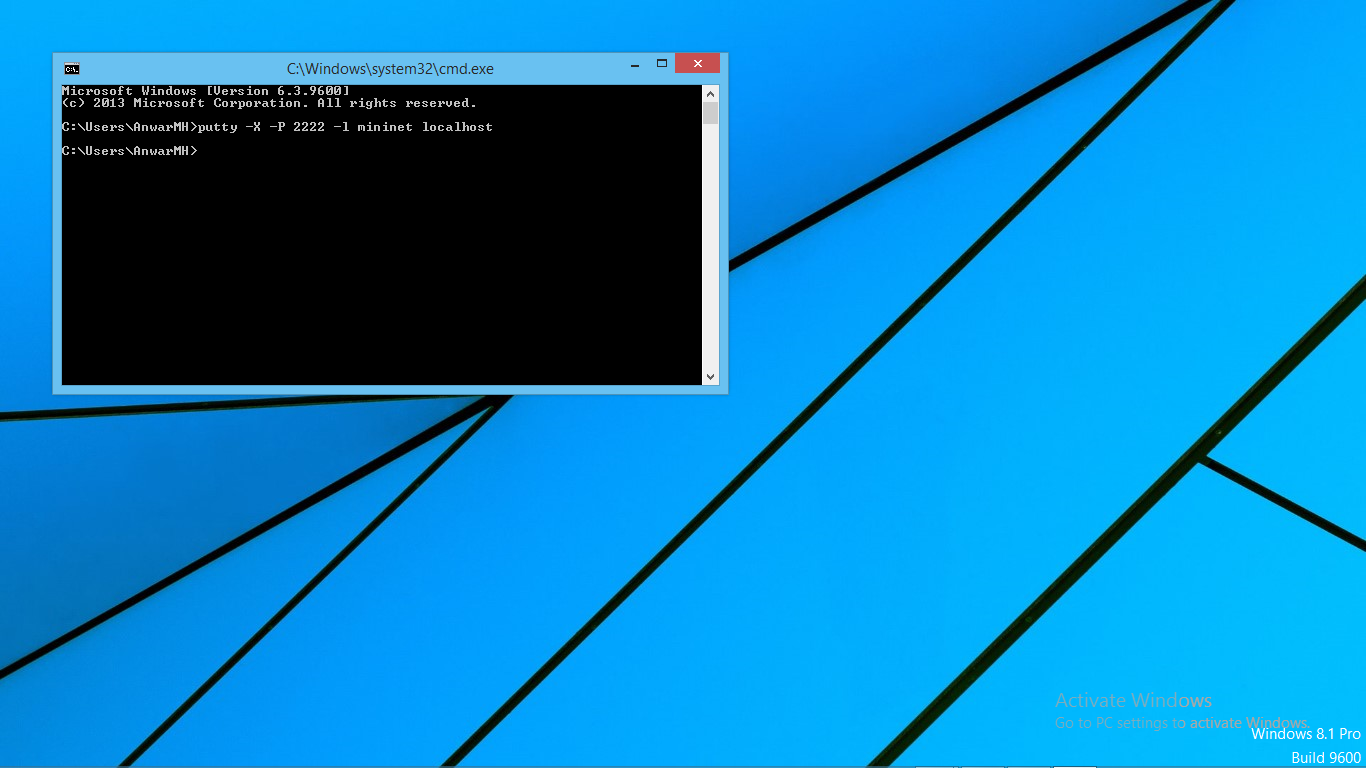 C:\Windows\system32\cmd.exe
Microsoft Windows [Version 6.3.9600]
(c) 2013 Microsoft Corporation. All rights reserved.
C:\Users\AnwarMH>putty -X -P 2222 -l mininet localhost
C:\Users\AnwarMH>
Activate Windows
Go to PC settings to activate Windows.
Windows 8.1 Pro
Build 9600